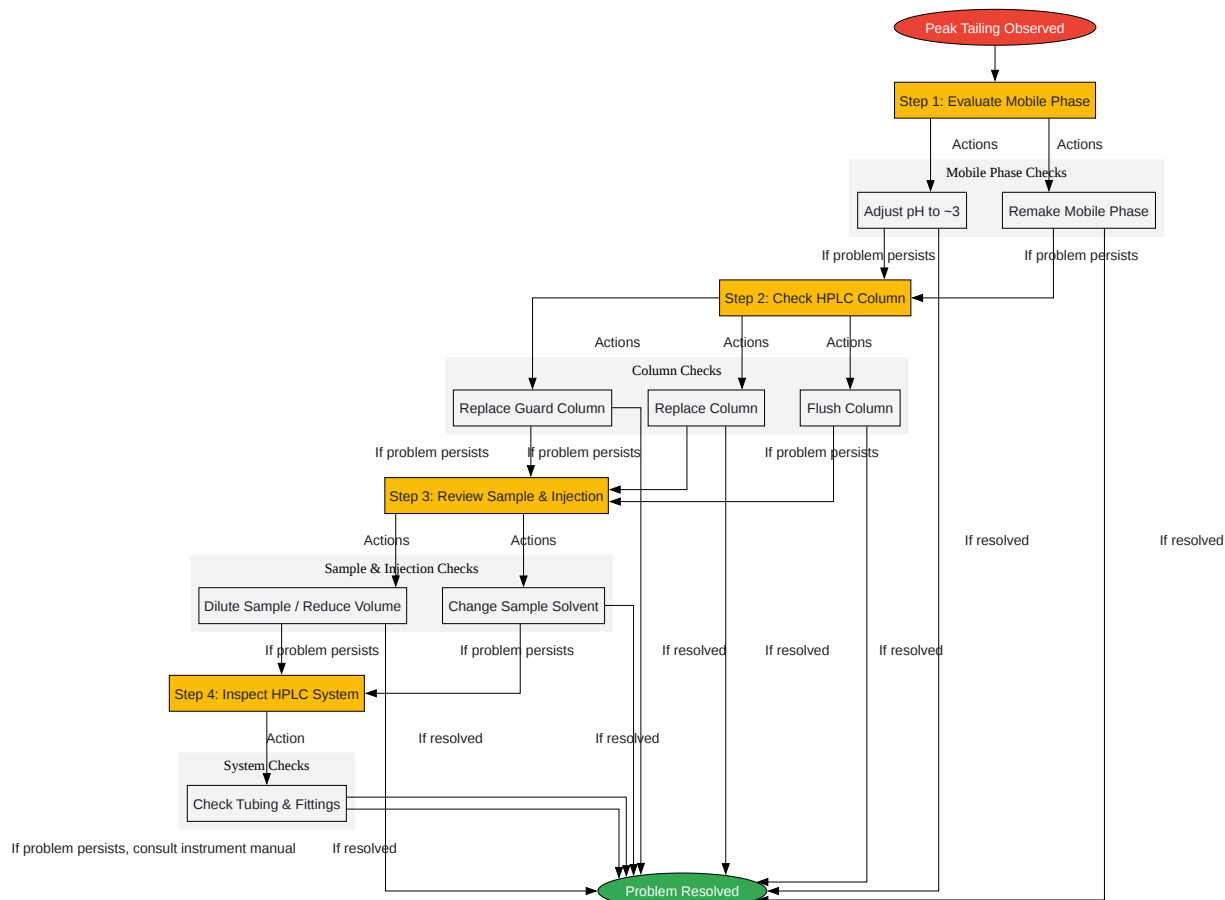 Peak Tailing Observed
Step 1: Evaluate Mobile Phase
Actions
Actions
Mobile Phase Checks
Adjust pH to ~3
Remake Mobile Phase
If problem persists
If problem persists
Step 2: Check HPLC Column
Actions
Actions
Actions
Column Checks
Replace Guard Column
Replace Column
Flush Column
If problem persists
If problem persists
If problem persists
Step 3: Review Sample & Injection
Actions
Actions
If resolved
If resolved
Sample & Injection Checks
Dilute Sample / Reduce Volume
Change Sample Solvent
If problem persists
If problem persists
If resolved
If resolved
If resolved
Step 4: Inspect HPLC System
Action
If resolved
If resolved
System Checks
Check Tubing & Fittings
If problem persists, consult instrument manual
If resolved
Problem Resolved